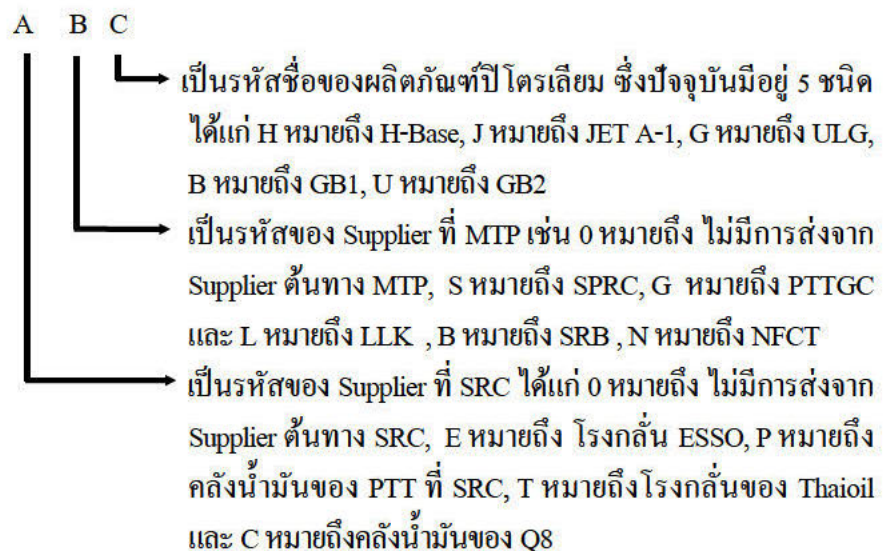 A B C
เป็นรหัสชื่อของผลิตภัณฑ์ปิโตรเลียม ซึ่งปัจจุบันมีอยู่ 5 ชนิด
ได้แก่ H หมายถึง H-Base, J หมายถึง JET A-1, G หมายถึง ULG,
B หมายถึง GB1, U หมายถึง GB2
เป็นรหัสของ Supplier ที่ MTP เช่น 0 หมายถึง ไม่มีการส่งจาก
Supplier ต้นทาง MTP, S หมายถึง SPRC, G หมายถึง PTTGC
และ L หมายถึง LLK , B หมายถึง SRB , N หมายถึง NFCT
เป็นรหัสของ Supplier ที่ SRC ได้แก่ 0 หมายถึง ไม่มีการส่งจาก
Supplier ต้นทาง SRC, E หมายถึง โรงกลั่น ESSO, P หมายถึง
คลังน้ำมันของ PTT ที่ SRC, T หมายถึงโรงกลั่นของ Thaioil
และ C หมายถึงคลังน้ำมันของ Q8